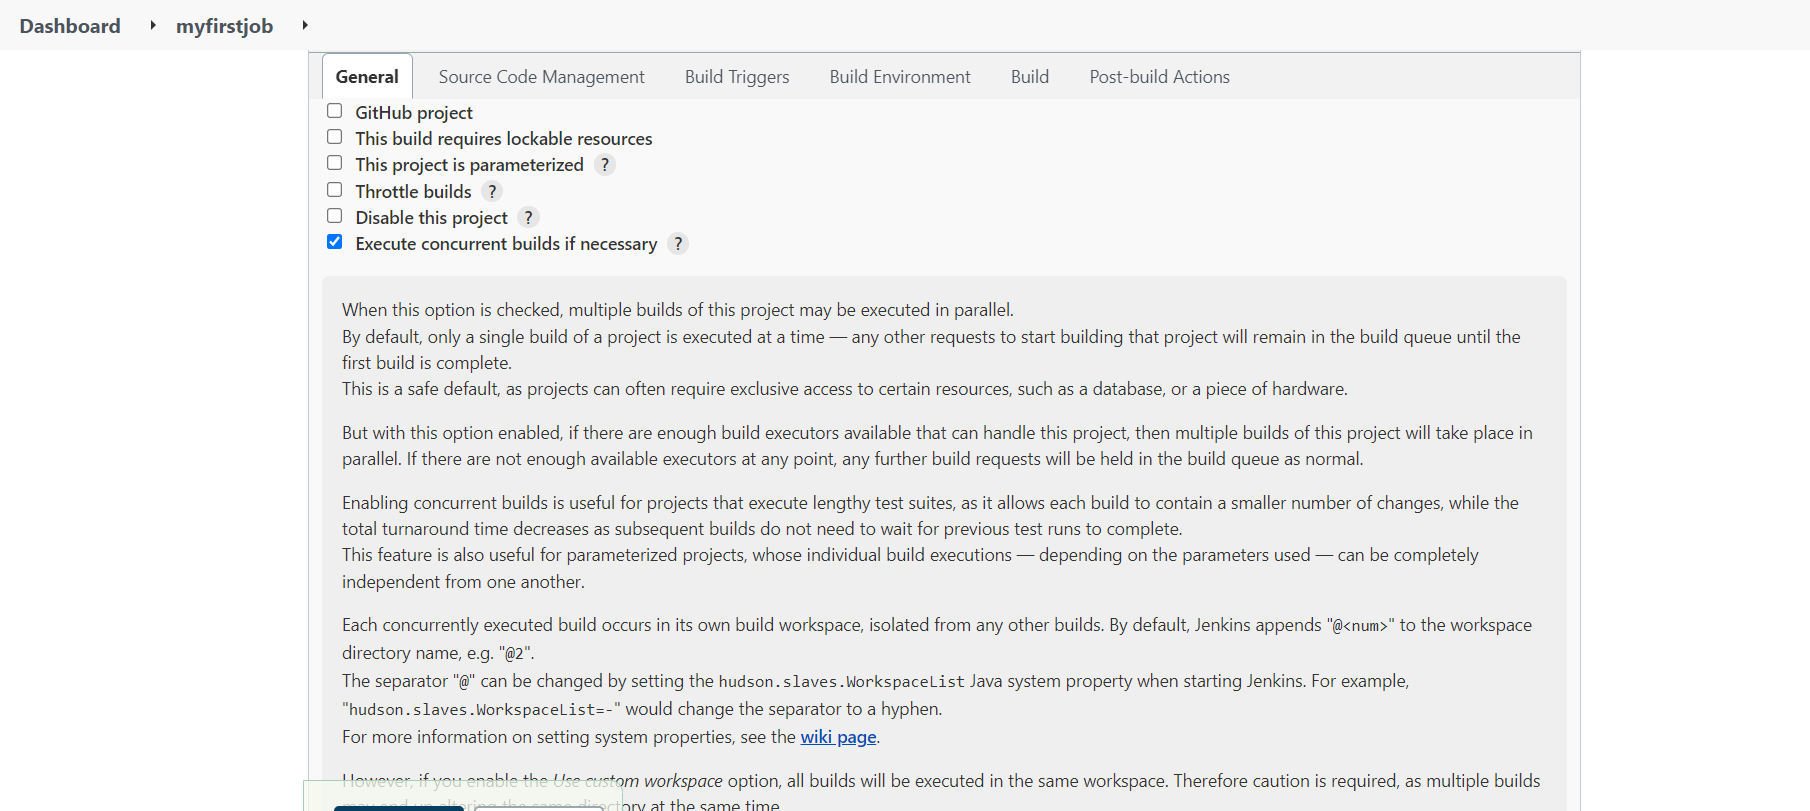 Dashboard
myfirstjob
General Source Code Management Build Triggers Build Environment Build Post-build Actions
GitHub project
This build requires lockable resources
This project is parameterized ?
Throttle builds ?
Disable this project ?
Execute concurrent builds if necessary ?
When this option is checked, multiple builds of this project may be executed in parallel.
By default, only a single build of a project is executed at a time — any other requests to start building that project will remain in the build queue until the
first build is complete.
This is a safe default, as projects can often require exclusive access to certain resources, such as a database, or a piece of hardware.
But with this option enabled, if there are enough build executors available that can handle this project, then multiple builds of this project will take place in
parallel. If there are not enough available executors at any point, any further build requests will be held in the build queue as normal.
Enabling concurrent builds is useful for projects that execute lengthy test suites, as it allows each build to contain a smaller number of changes, while the
total turnaround time decreases as subsequent builds do not need to wait for previous test runs to complete.
This feature is also useful for parameterized projects, whose individual build executions — depending on the parameters used — can be completely
independent from one another.
Each concurrently executed build occurs in its own build workspace, isolated from any other builds. By default, Jenkins appends "@<num>" to the workspace
directory name, e.g. "@2".
The separator "@" can be changed by setting the hudson.slaves.WorkspaceList Java system property when starting Jenkins. For example,
"hudson.slaves.WorkspaceList=-" would change the separator to a hyphen.
For more information on setting system properties, see the wiki page.
However, if you enable the Use custom workspace option, all builds will be executed in the same workspace. Therefore caution is required, as multiple builds
may end up altering the same directory at the same time.